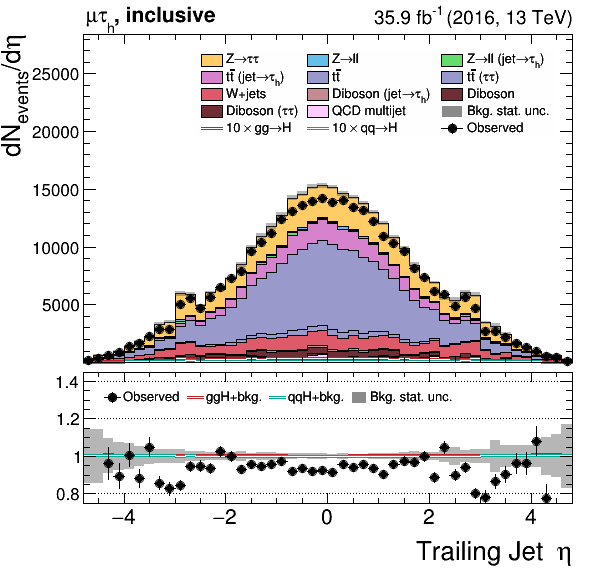 μτh, inclusive 35.9 fb⁻¹ (2016, 13 TeV)
dNevents/dη
25000
20000
15000
10000
5000
Z→ττ Z→ll Z→ll (jet→τh)
tt̄ (jet→τh) tt̄ tt̄ (ττ)
W+jets Diboson (jet→τh) Diboson
Diboson (ττ) QCD multijet Bkg. stat. unc.
10 × gg→H 10 × qq→H Observed
1.4
1.2
1
0.8
Observed ggH+bkg. qqH+bkg. Bkg. stat. unc.
−4 −2 0 2 4
Trailing Jet η